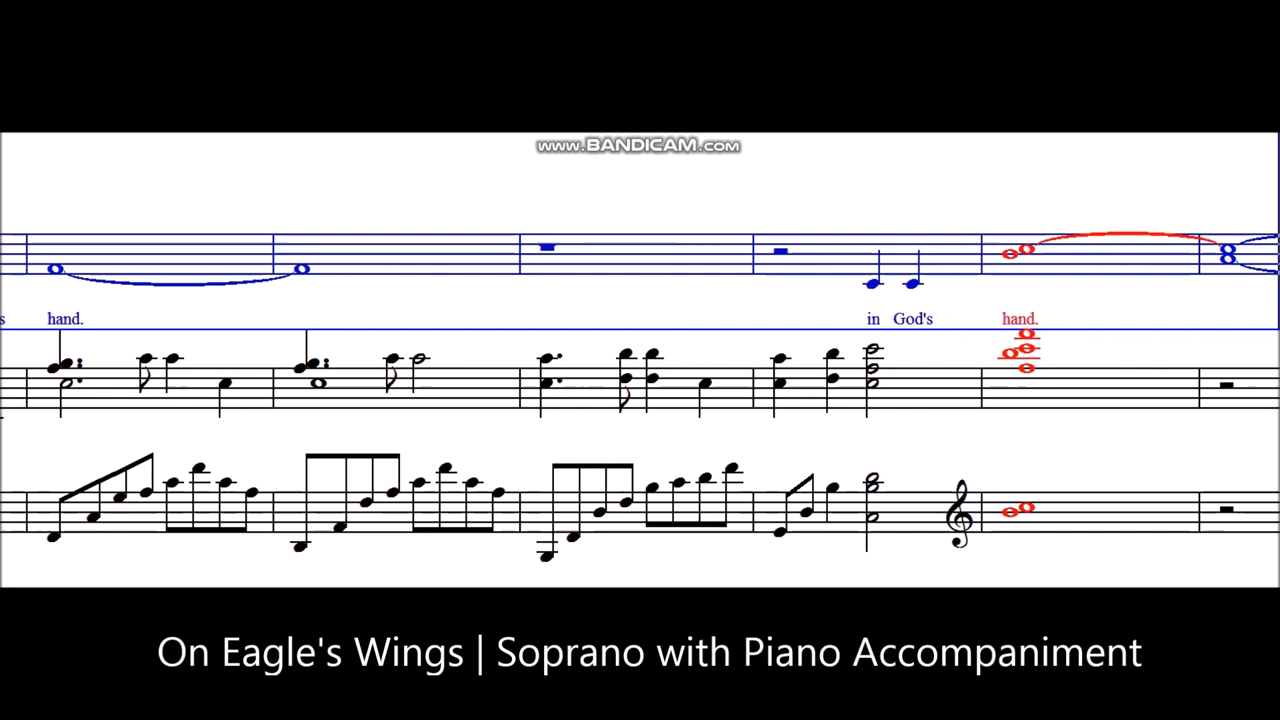 www.BANDICAM.com
s hand. in God's hand.
On Eagle's Wings | Soprano with Piano Accompaniment